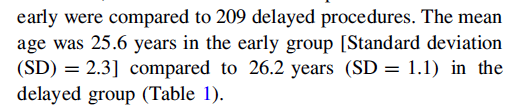 early were compared to 209 delayed procedures. The mean
age was 25.6 years in the early group [Standard deviation
(SD) = 2.3] compared to 26.2 years (SD = 1.1) in the
delayed group (Table 1).